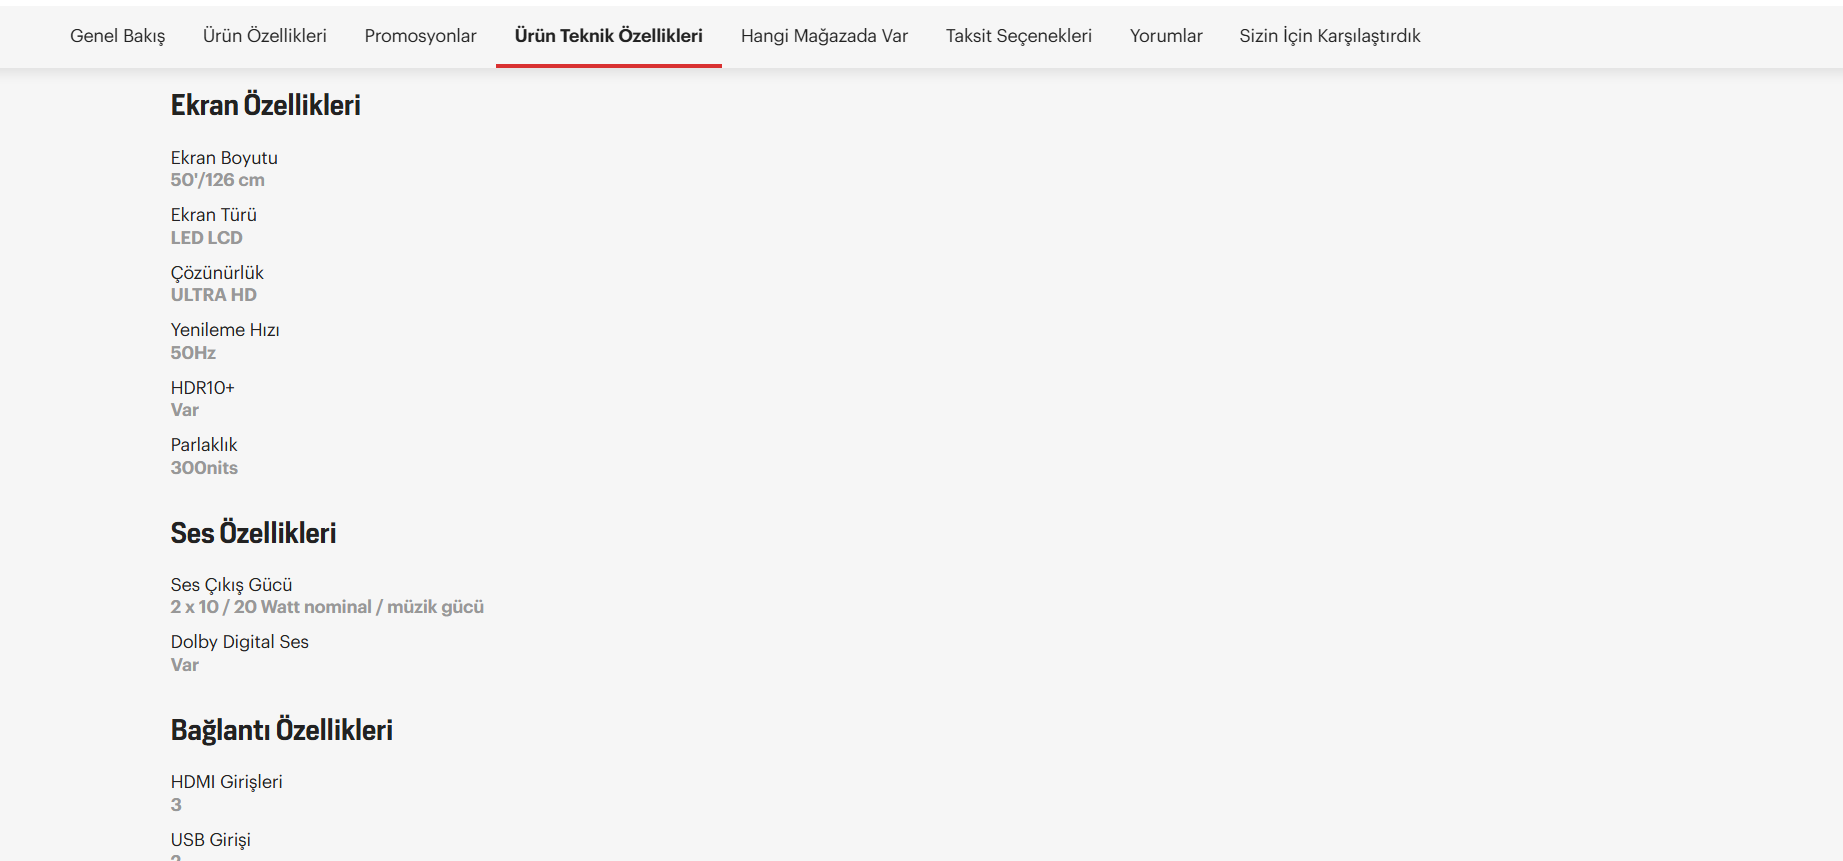 Genel Bakış Ürün Özellikleri Promosyonlar Ürün Teknik Özellikleri Hangi Mağazada Var Taksit Seçenekleri Yorumlar Sizin İçin Karşılaştırdık
Ekran Özellikleri
Ekran Boyutu
50'/126 cm
Ekran Türü
LED LCD
Çözünürlük
ULTRA HD
Yenileme Hızı
50Hz
HDR10+
Var
Parlaklık
300nits
Ses Özellikleri
Ses Çıkış Gücü
2 x 10 / 20 Watt nominal / müzik gücü
Dolby Digital Ses
Var
Bağlantı Özellikleri
HDMI Girişleri
3
USB Girişi